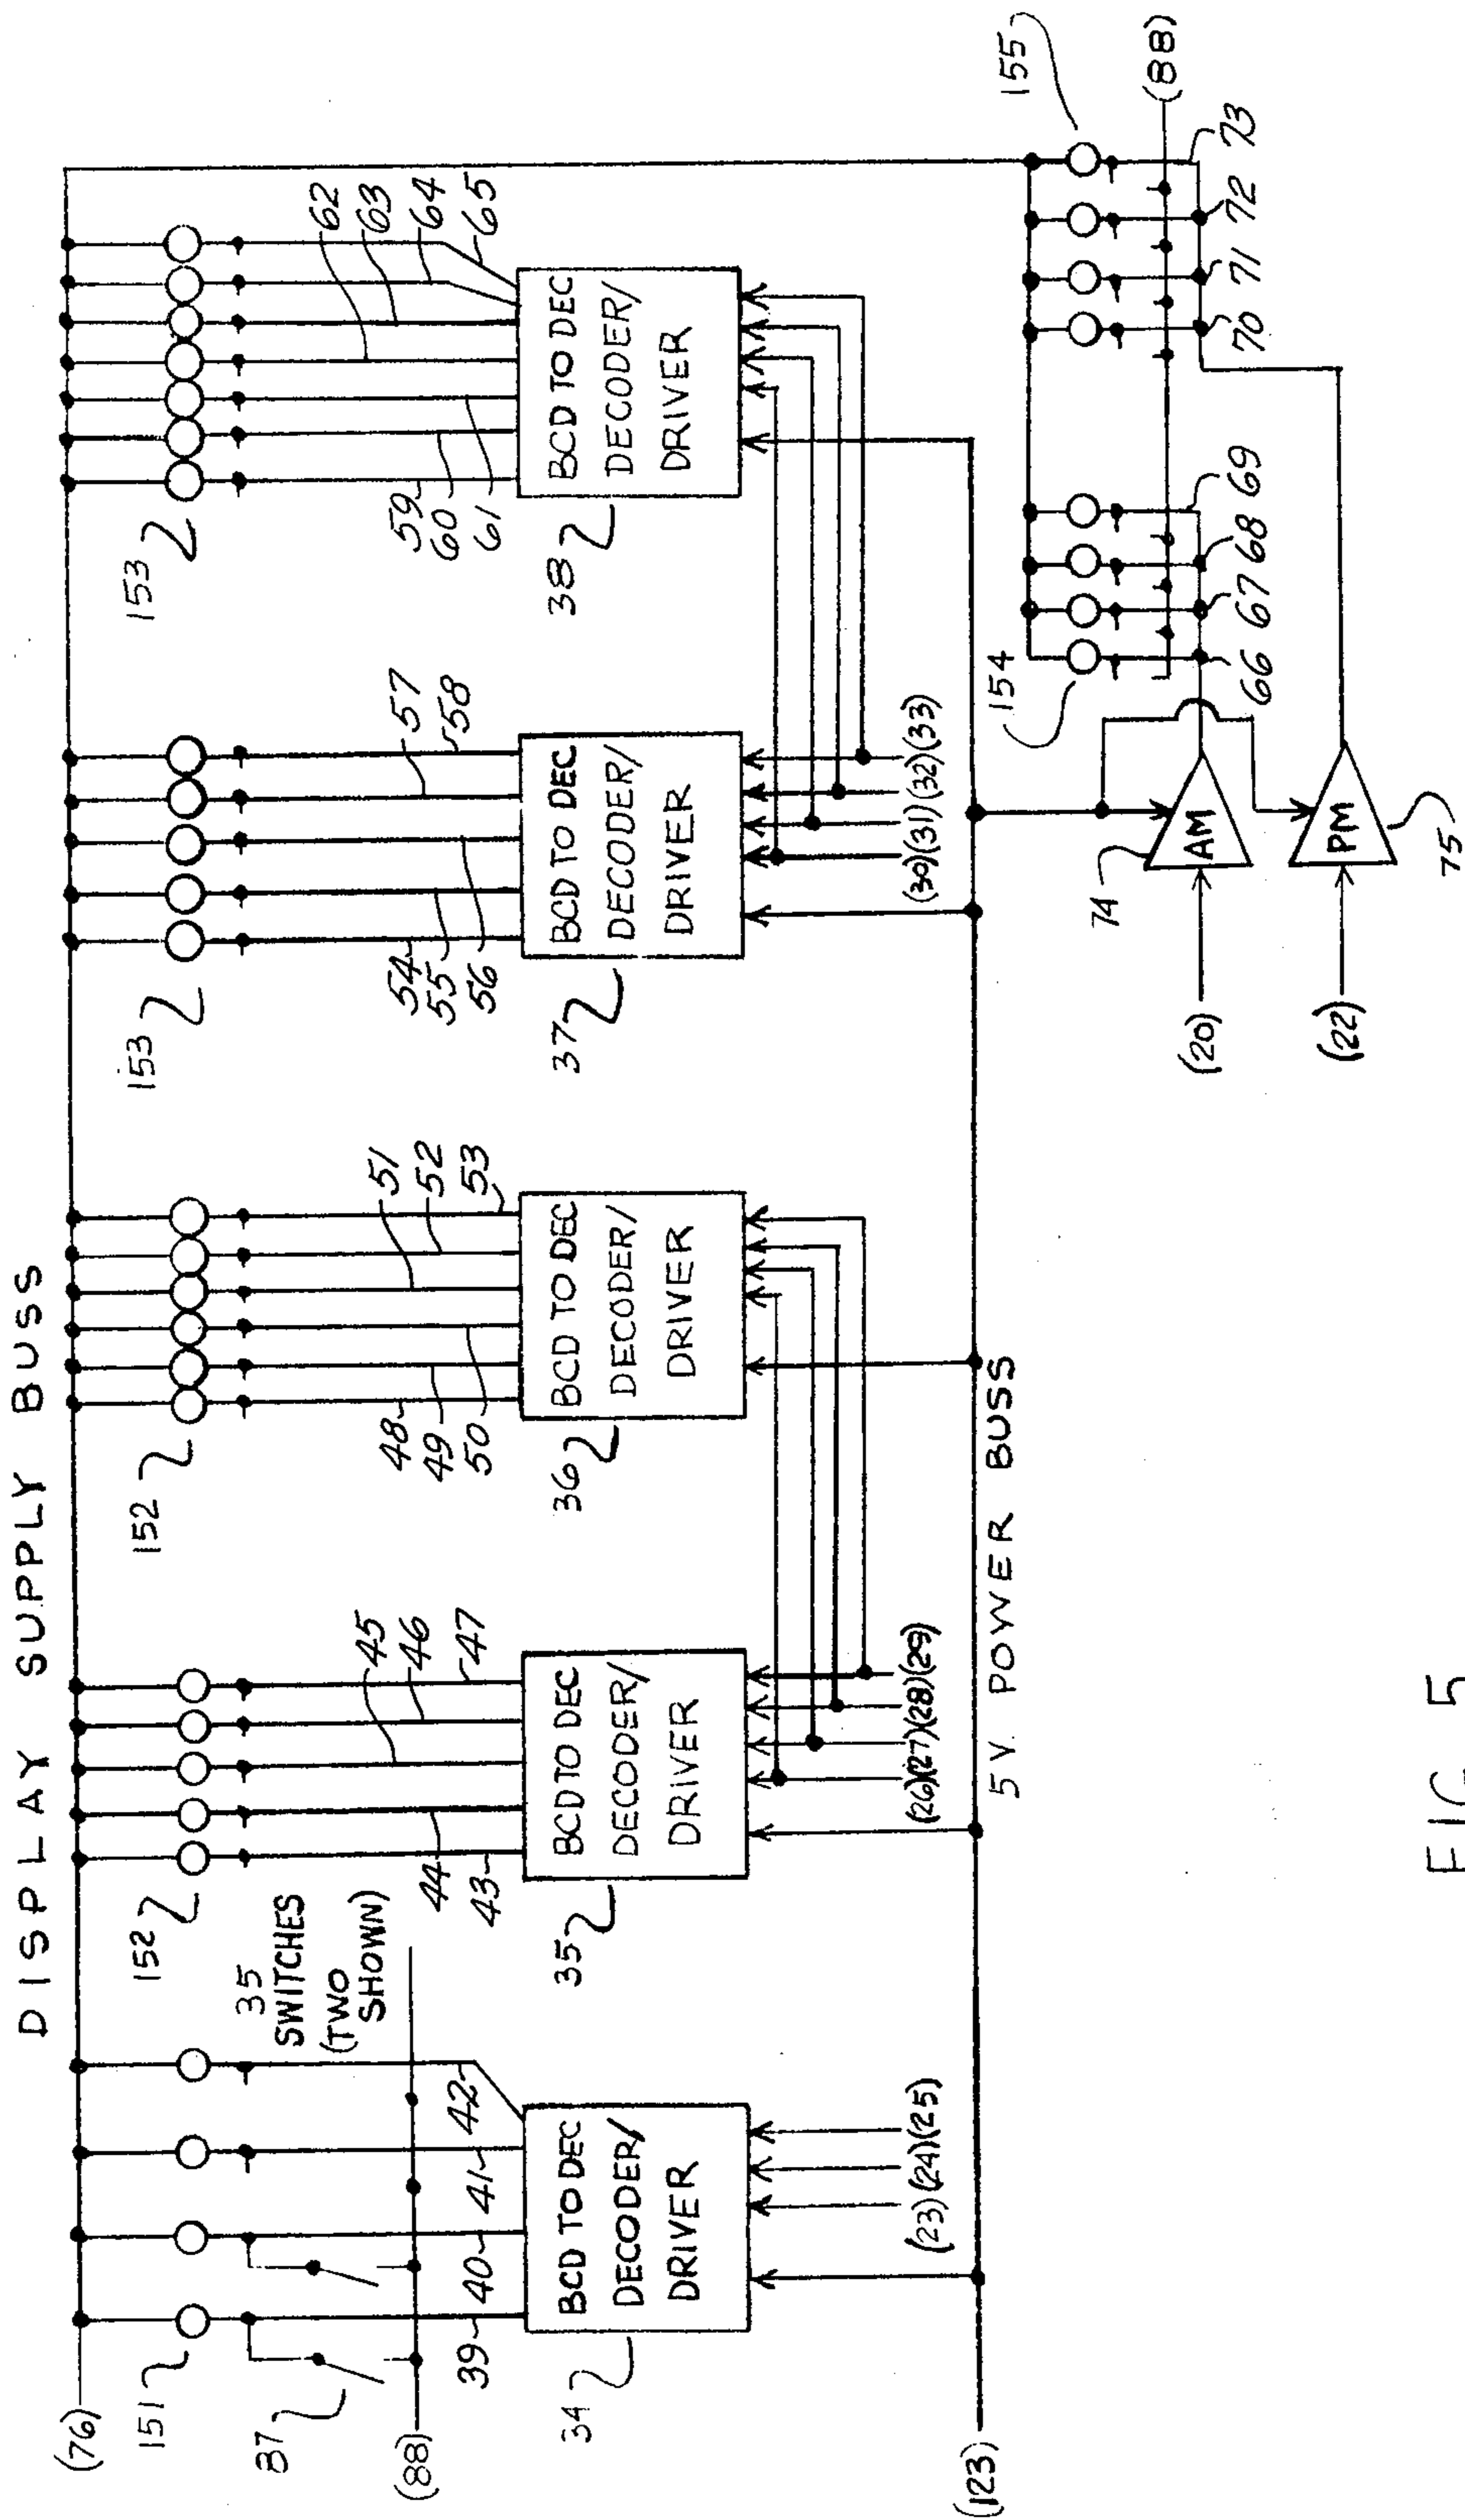 DISPLAY SUPPLY BUSS
(76)
151
87
(88)
35
SWITCHES
(TWO
SHOWN)
152
152
153
153
39
40
41
42
43
44
45
46
47
48
49
50
51
52
53
54
55
56
57
58
59
60
61
62
63
64
65
34
BCD TO DEC
DECODER/
DRIVER
35
BCD TO DEC
DECODER/
DRIVER
36
BCD TO DEC
DECODER/
DRIVER
37
BCD TO DEC
DECODER/
DRIVER
38
BCD TO DEC
DECODER/
DRIVER
(23)(24)(25)
(26)(27)(28)(29)
(30)(31)(32)(33)
(123)
5V. POWER BUSS
154
155
(88)
66
67
68
69
70
71
72
73
74
AM
(20)
PM
(22)
75
FIG 5